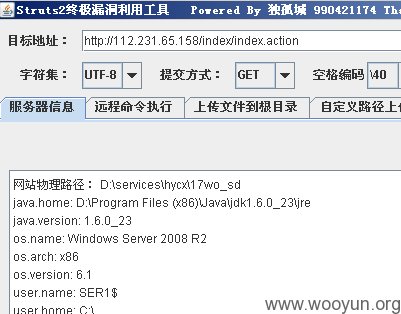 Struts2终极漏洞利用工具 Powered By 独孤城 990421174 Tha
目标地址： http://112.231.65.158/index/index.action
字符集： UTF-8 提交方式： GET 空格编码 \40
服务器信息 远程命令执行 上传文件到根目录 自定义路径上传
网站物理路径： D:\services\hycx\17wo_sd
java.home: D:\Program Files (x86)\Java\jdk1.6.0_23\jre
java.version: 1.6.0_23
os.name: Windows Server 2008 R2
os.arch: x86
os.version: 6.1
user.name: SER1$
user.home: C:\
www.wooyun.org